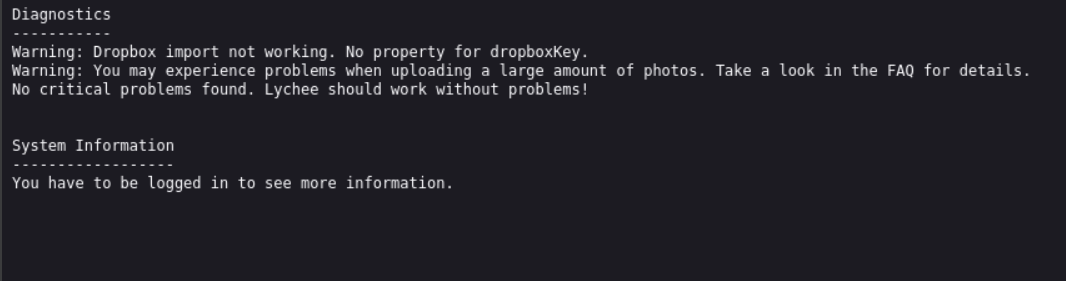 Diagnostics
-----------
Warning: Dropbox import not working. No property for dropboxKey.
Warning: You may experience problems when uploading a large amount of photos. Take a look in the FAQ for details.
No critical problems found. Lychee should work without problems!
System Information
------------------
You have to be logged in to see more information.